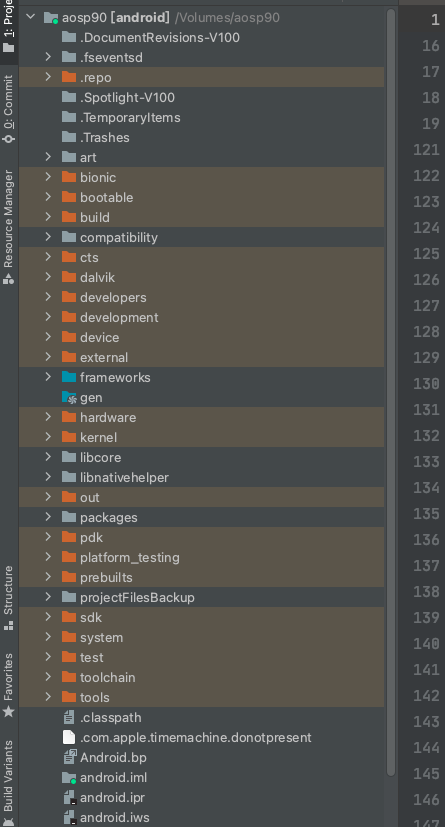 1: Proje
0: Commit
Resource Manager
Structure
Favorites
Build Variants
aosp90 [android] /Volumes/aosp90
.DocumentRevisions-V100
.fseventsd
.repo
.Spotlight-V100
.TemporaryItems
.Trashes
art
bionic
bootable
build
compatibility
cts
dalvik
developers
development
device
external
frameworks
gen
hardware
kernel
libcore
libnativehelper
out
packages
pdk
platform_testing
prebuilts
projectFilesBackup
sdk
system
test
toolchain
tools
.classpath
.com.apple.timemachine.donotpresent
Android.bp
android.iml
android.ipr
android.iws
1
16
17
18
19
121
122
123
124
125
126
127
128
129
130
131
132
133
134
135
136
137
138
139
140
141
142
143
144
145
146
147